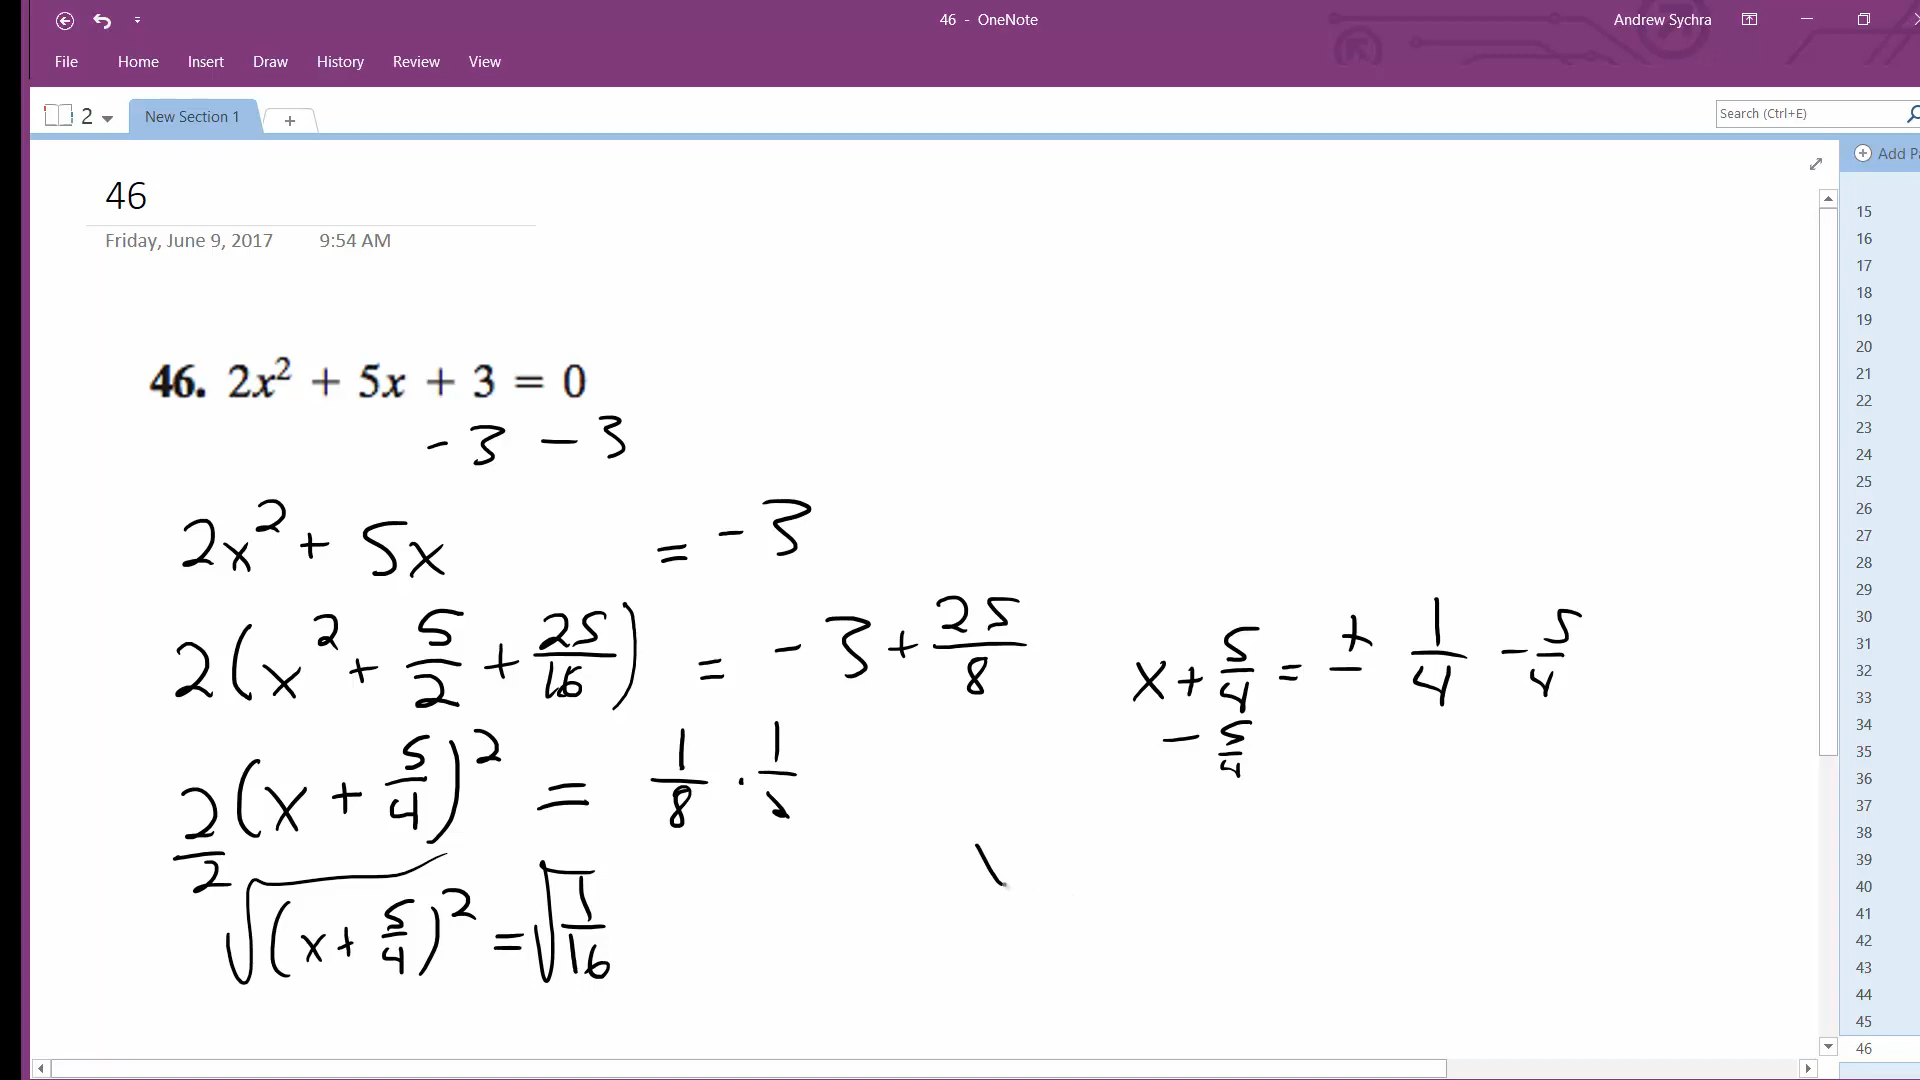 46 - OneNote
Andrew Sychra
File Home Insert Draw History Review View
2
New Section 1
+
Search (Ctrl+E)
46
Friday, June 9, 2017 9:54 AM
46. 2x² + 5x + 3 = 0
- 3 - 3
2x² + 5x = - 3
2(x² + 5/2 + 25/16) = - 3 + 25/8
2(x + 5/4)² = 1/8 ·
2
√(x + 5/4)² = √1/16
x + 5/4 = ± 1/4 - 5/4
- 5/4
15
16
17
18
19
20
21
22
23
24
25
26
27
28
29
30
31
32
33
34
35
36
37
38
39
40
41
42
43
44
45
46